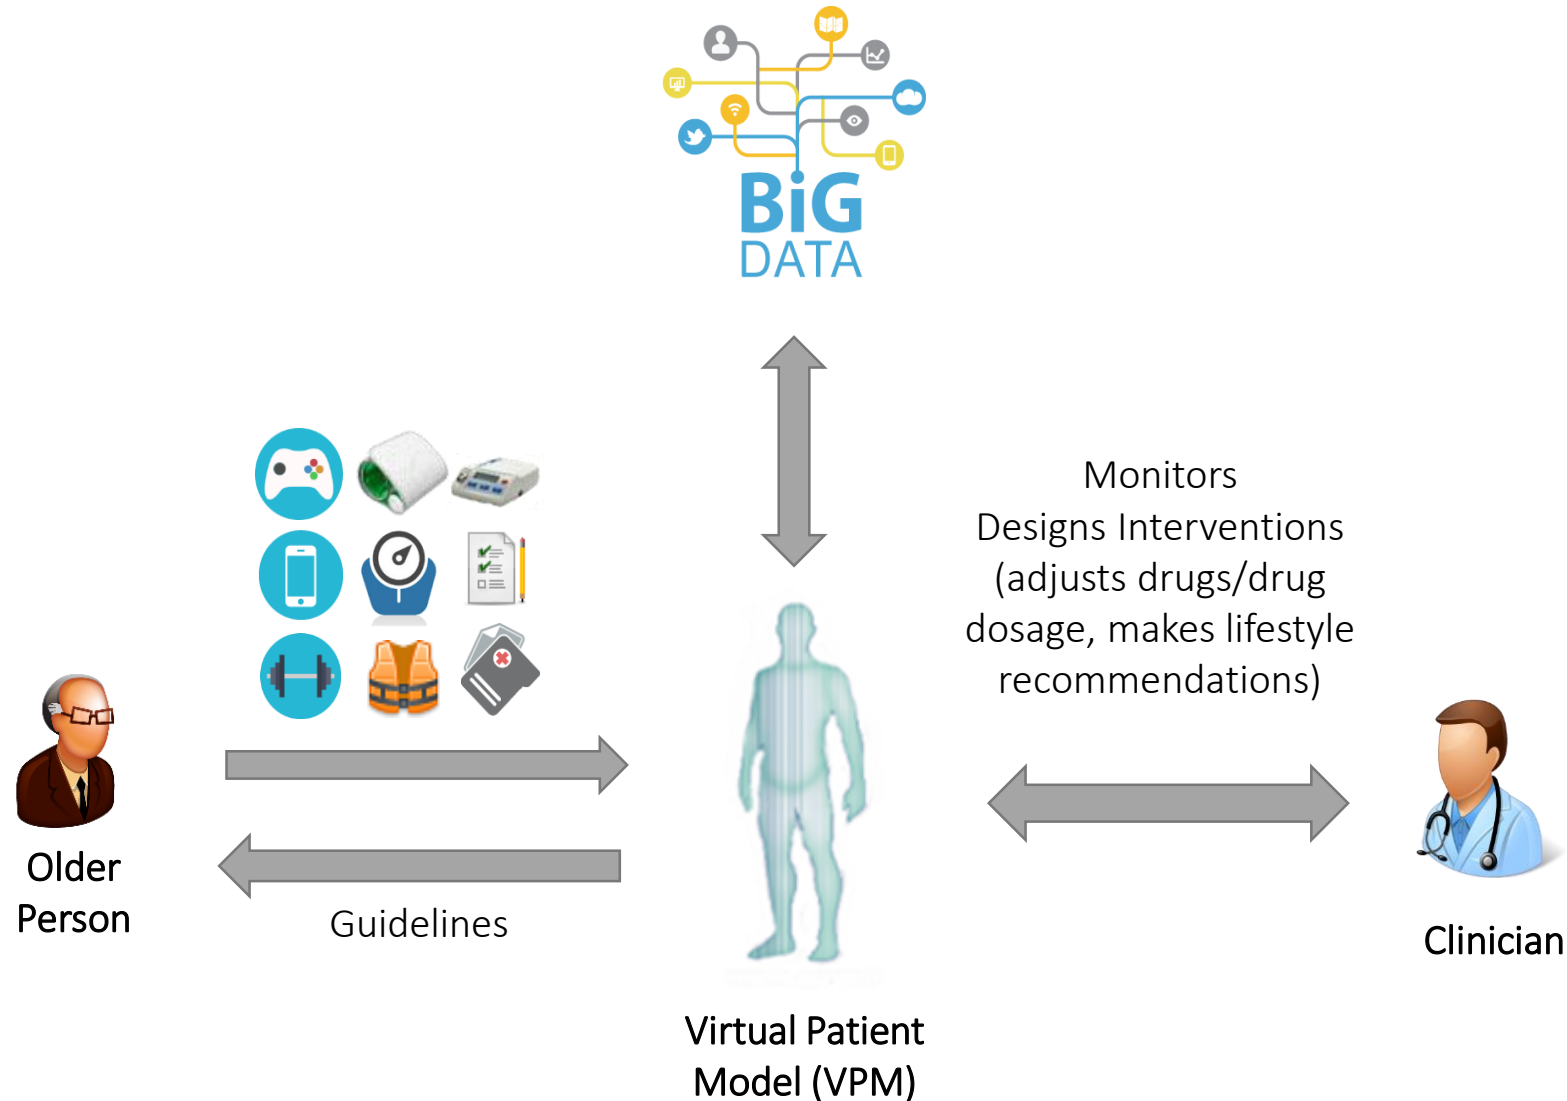 BiG
DATA
Monitors
Designs Interventions
(adjusts drugs/drug
dosage, makes lifestyle
recommendations)
Older
Person
Guidelines
Clinician
Virtual Patient
Model (VPM)